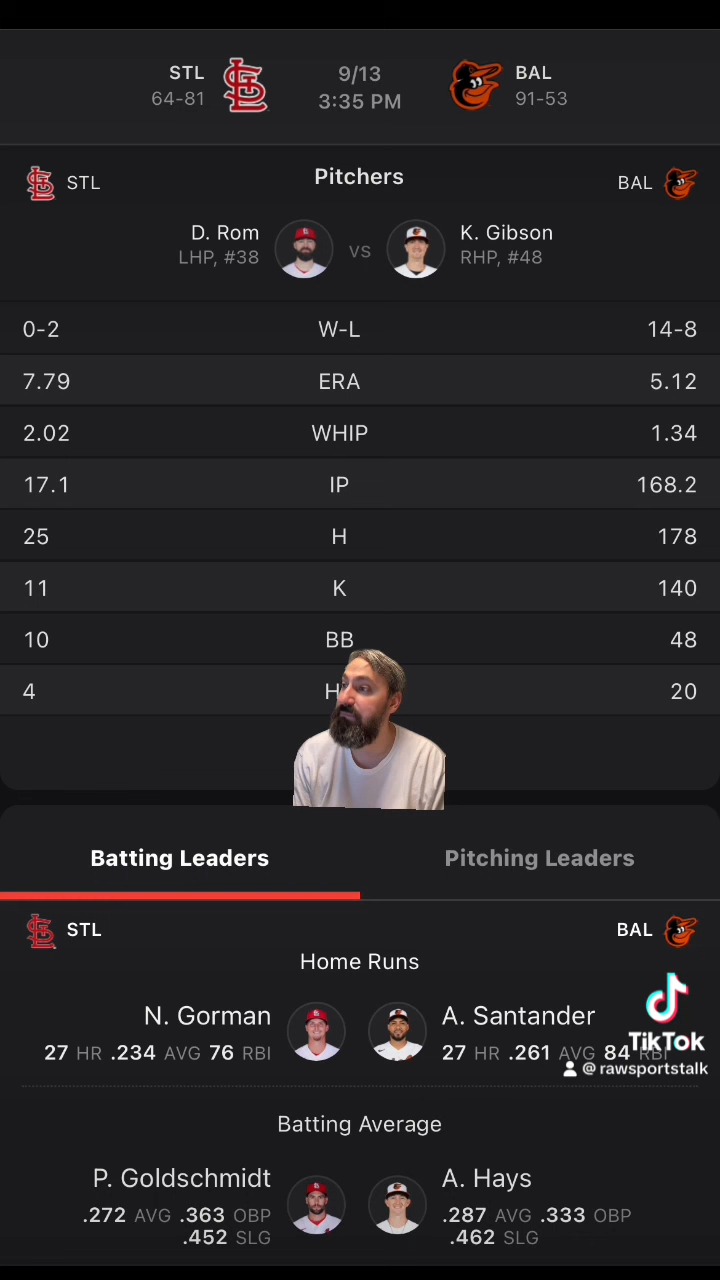 STL 9/13 BAL
64-81 3:35 PM 91-53
STL Pitchers BAL
D. Rom VS K. Gibson
LHP, #38 RHP, #48
0-2 W-L 14-8
7.79 ERA 5.12
2.02 WHIP 1.34
17.1 IP 168.2
25 H 178
11 K 140
10 BB 48
4 20
Batting Leaders Pitching Leaders
STL BAL
Home Runs
N. Gorman A. Santander
27 HR .234 AVG 76 RBI 27 HR .261 AVG 84 RBI
TikTok
@rawsportstalk
Batting Average
P. Goldschmidt A. Hays
.272 AVG .363 OBP .287 AVG .333 OBP
.452 SLG .462 SLG